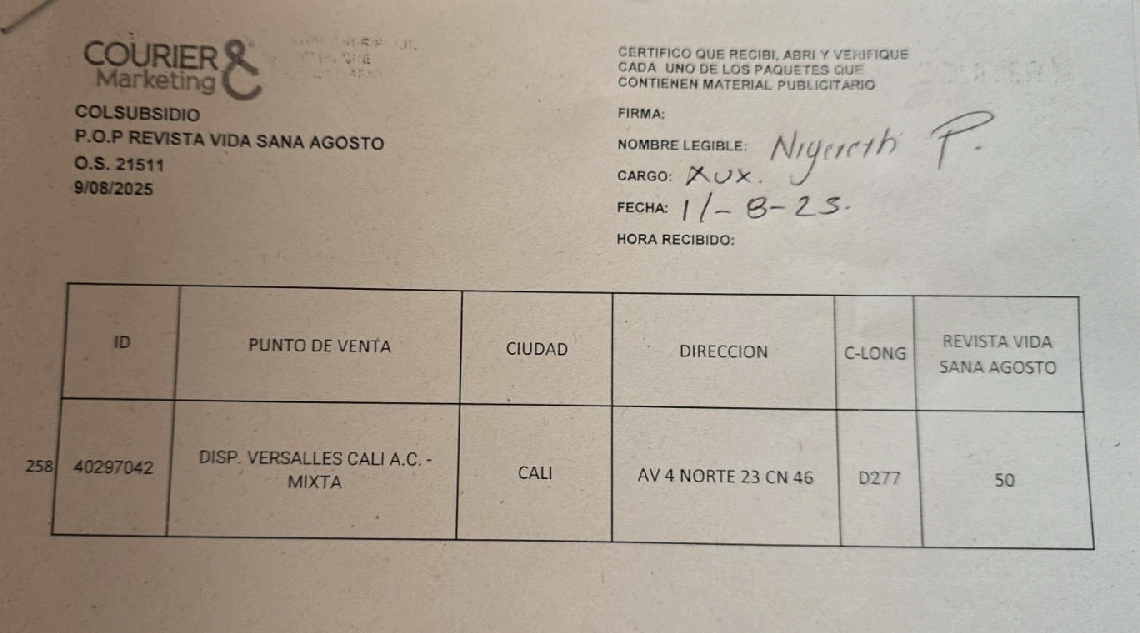 COURIER &
Marketing
COLSUBSIDIO
P.O.P REVISTA VIDA SANA AGOSTO
O.S. 21511
9/08/2025
CERTIFICO QUE RECIBI, ABRI Y VERIFIQUE
CADA UNO DE LOS PAQUETES QUE
CONTIENEN MATERIAL PUBLICITARIO
FIRMA:
NOMBRE LEGIBLE: P.
CARGO: Aux.
FECHA: 11-8-25.
HORA RECIBIDO:
ID PUNTO DE VENTA CIUDAD DIRECCION C-LONG REVISTA VIDA
SANA AGOSTO
258 40297042 DISP. VERSALLES CALI A.C. -
MIXTA CALI AV 4 NORTE 23 CN 46 D277 50